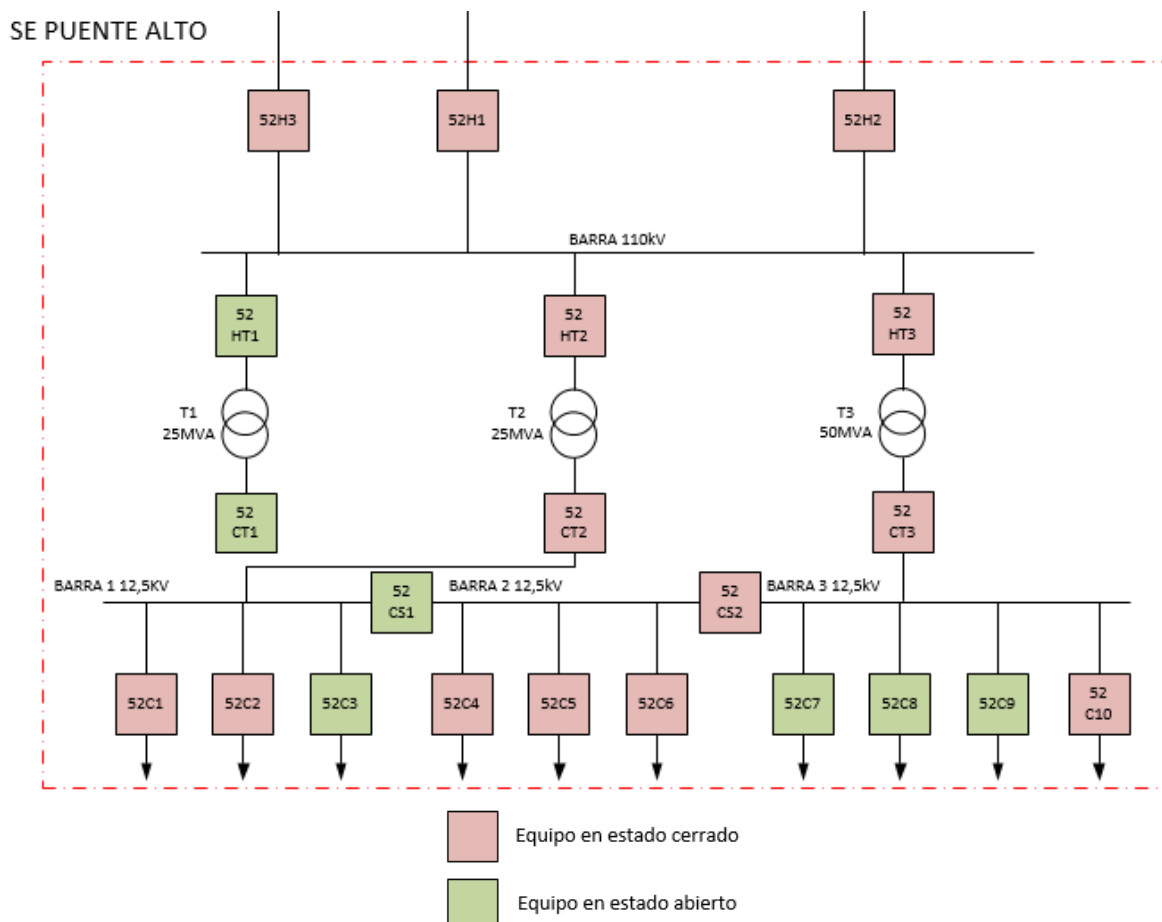 SE PUENTE ALTO
52H3
52H1
52H2
BARRA 110kV
52
HT1
52
HT2
52
HT3
T1
25MVA
T2
25MVA
T3
50MVA
52
CT1
52
CT2
52
CT3
BARRA 1 12,5KV
52
CS1
BARRA 2 12,5kV
52
CS2
BARRA 3 12,5kV
52C1
52C2
52C3
52C4
52C5
52C6
52C7
52C8
52C9
52
C10
Equipo en estado cerrado
Equipo en estado abierto